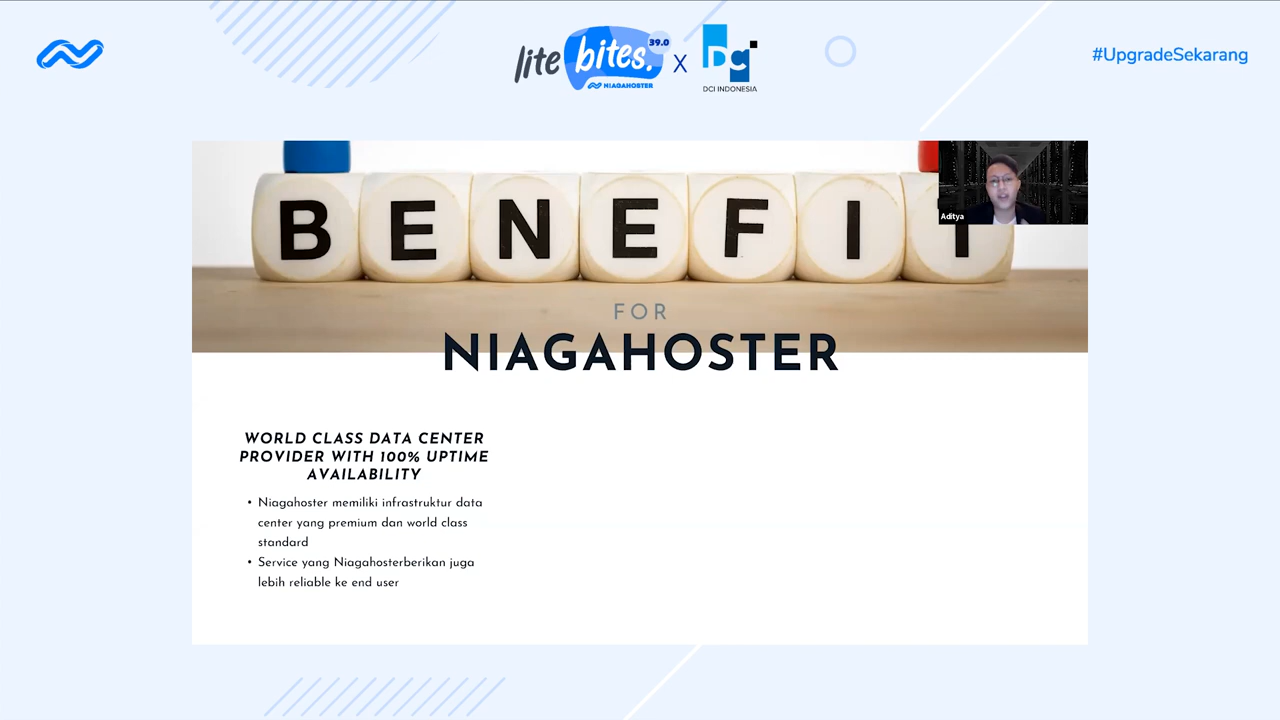 lite bites. 39.0
NIAGAHOSTER
X
DCI
DCI INDONESIA
#UpgradeSekarang
BENEFIT
Aditya
FOR
NIAGAHOSTER
WORLD CLASS DATA CENTER
PROVIDER WITH 100% UPTIME
AVAILABILITY
• Niagahoster memiliki infrastruktur data
center yang premium dan world class
standard
• Service yang Niagahosterberikan juga
lebih reliable ke end user